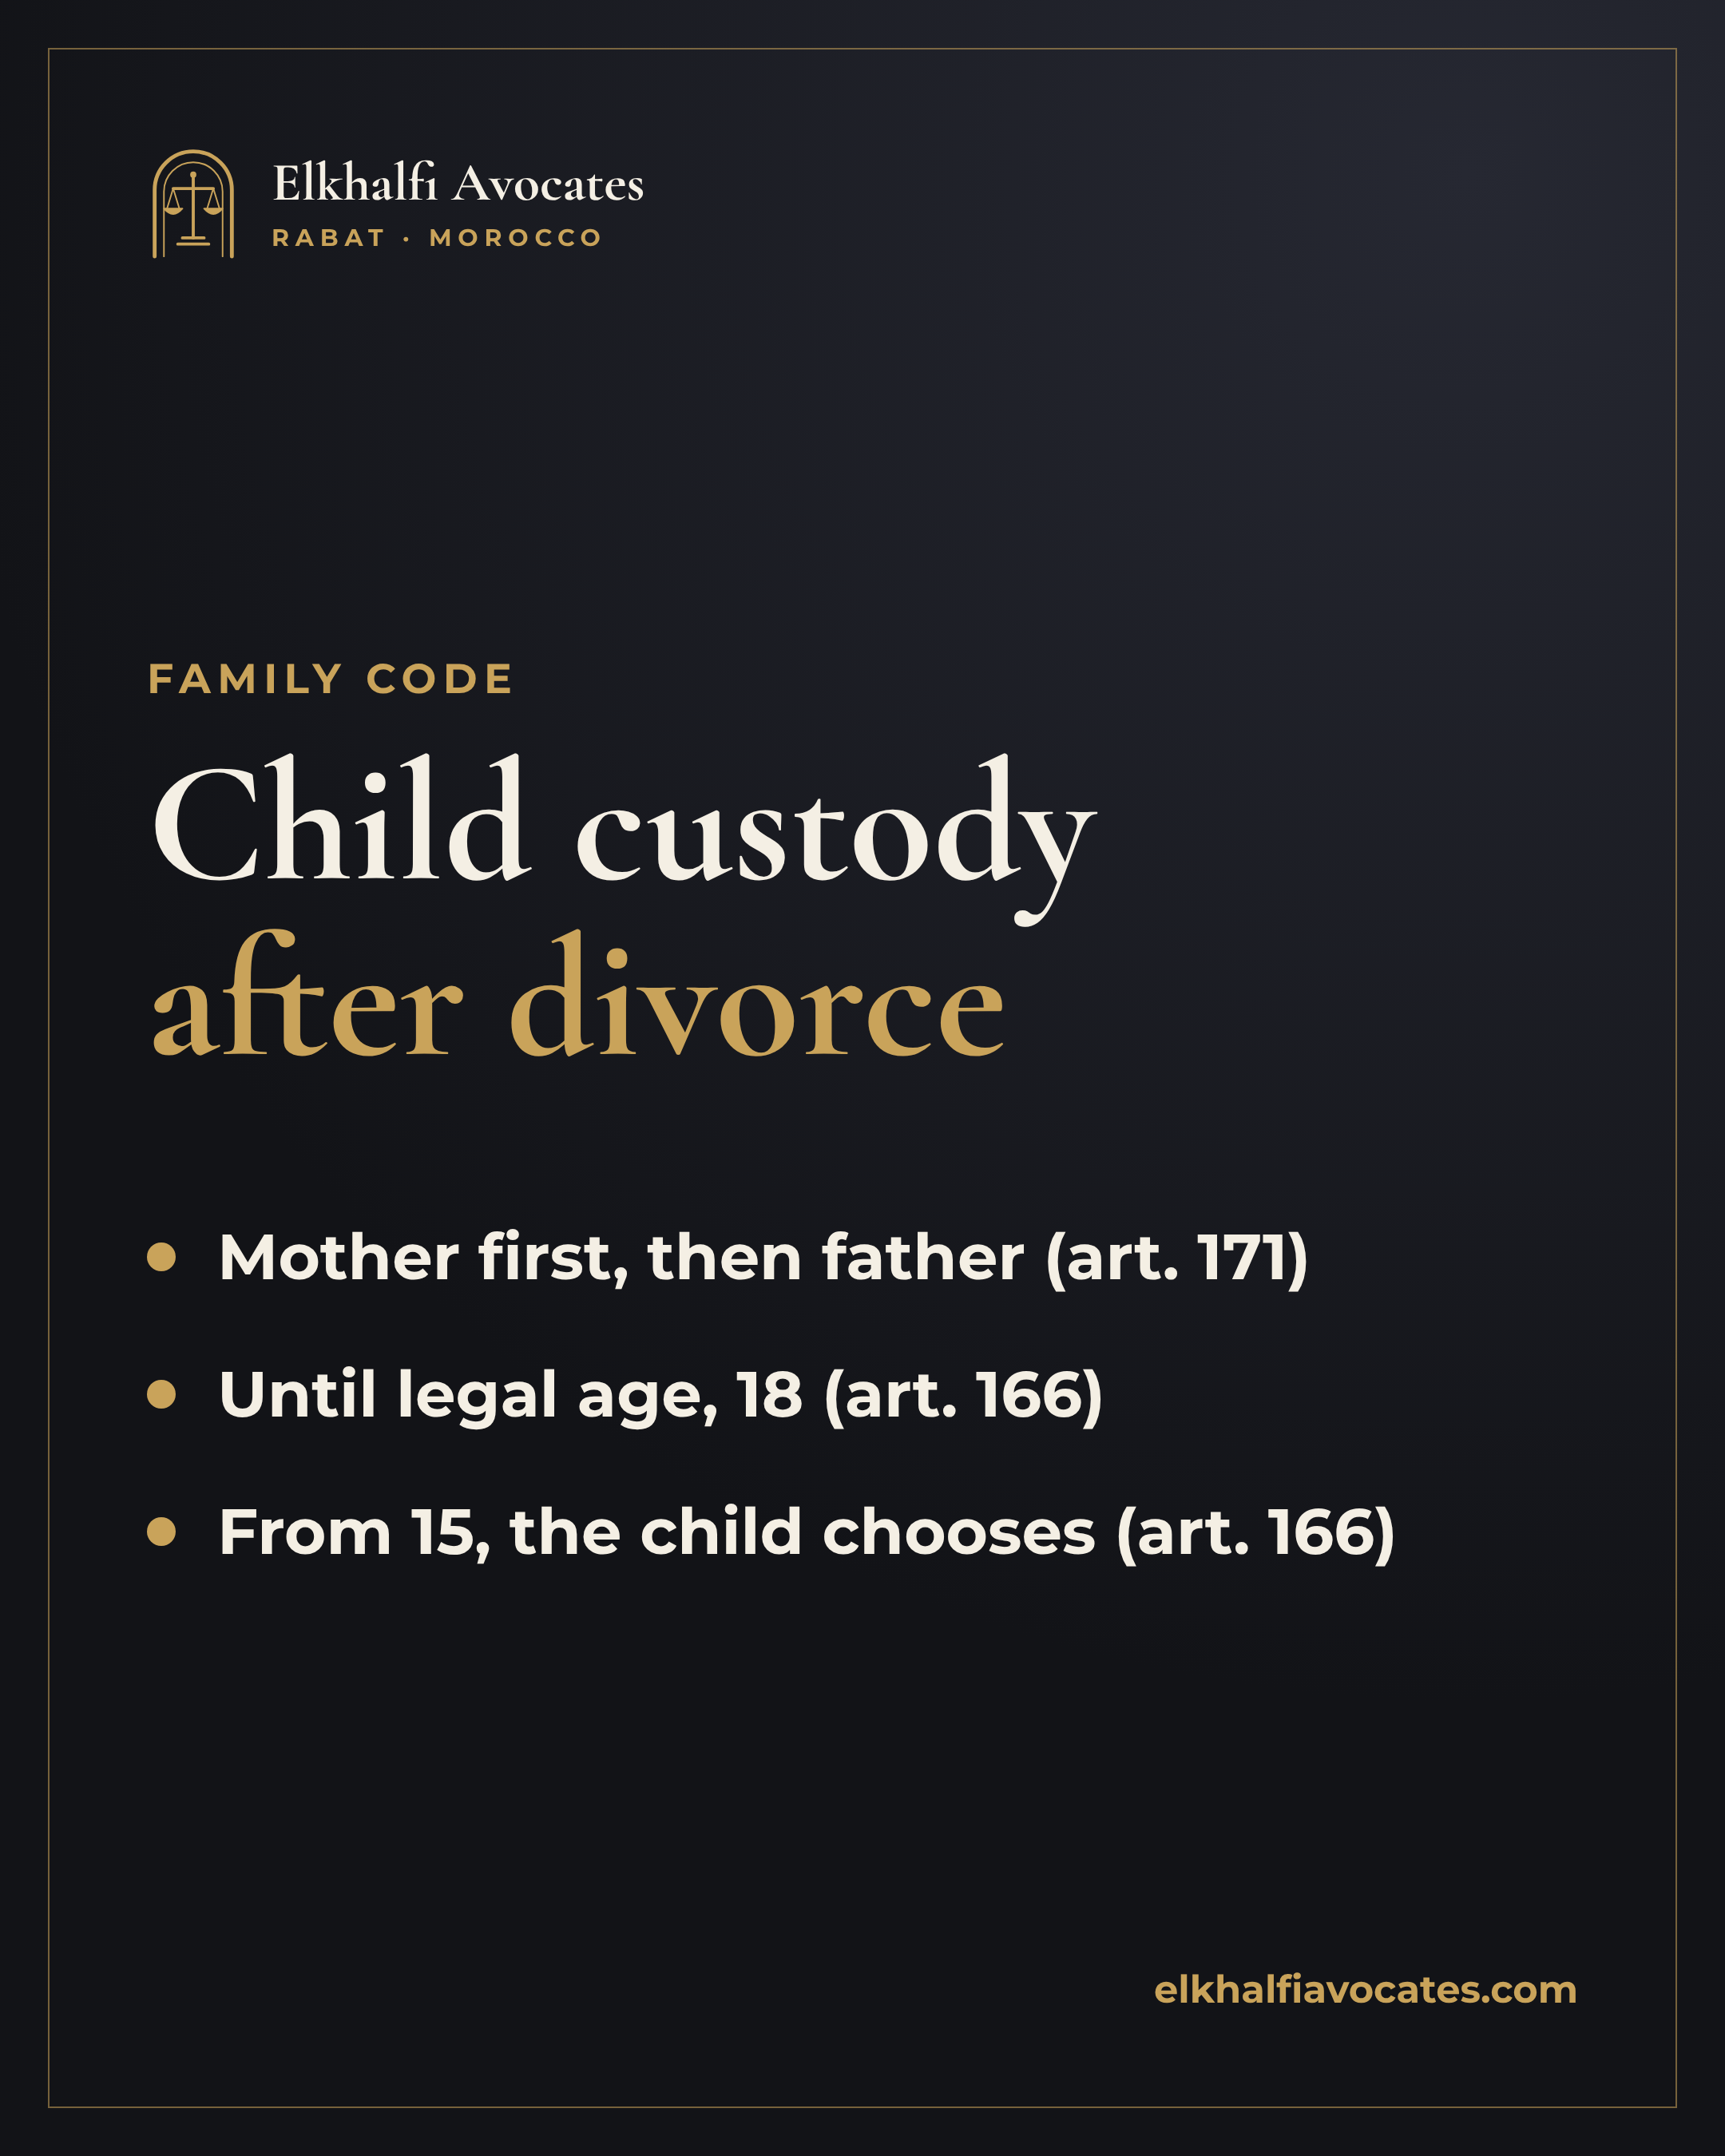 Elkhalfi Avocates
RABAT · MOROCCO
FAMILY CODE
Child custody
after divorce
Mother first, then father (art. 171)
Until legal age, 18 (art. 166)
From 15, the child chooses (art. 166)
elkhalfiavocates.com